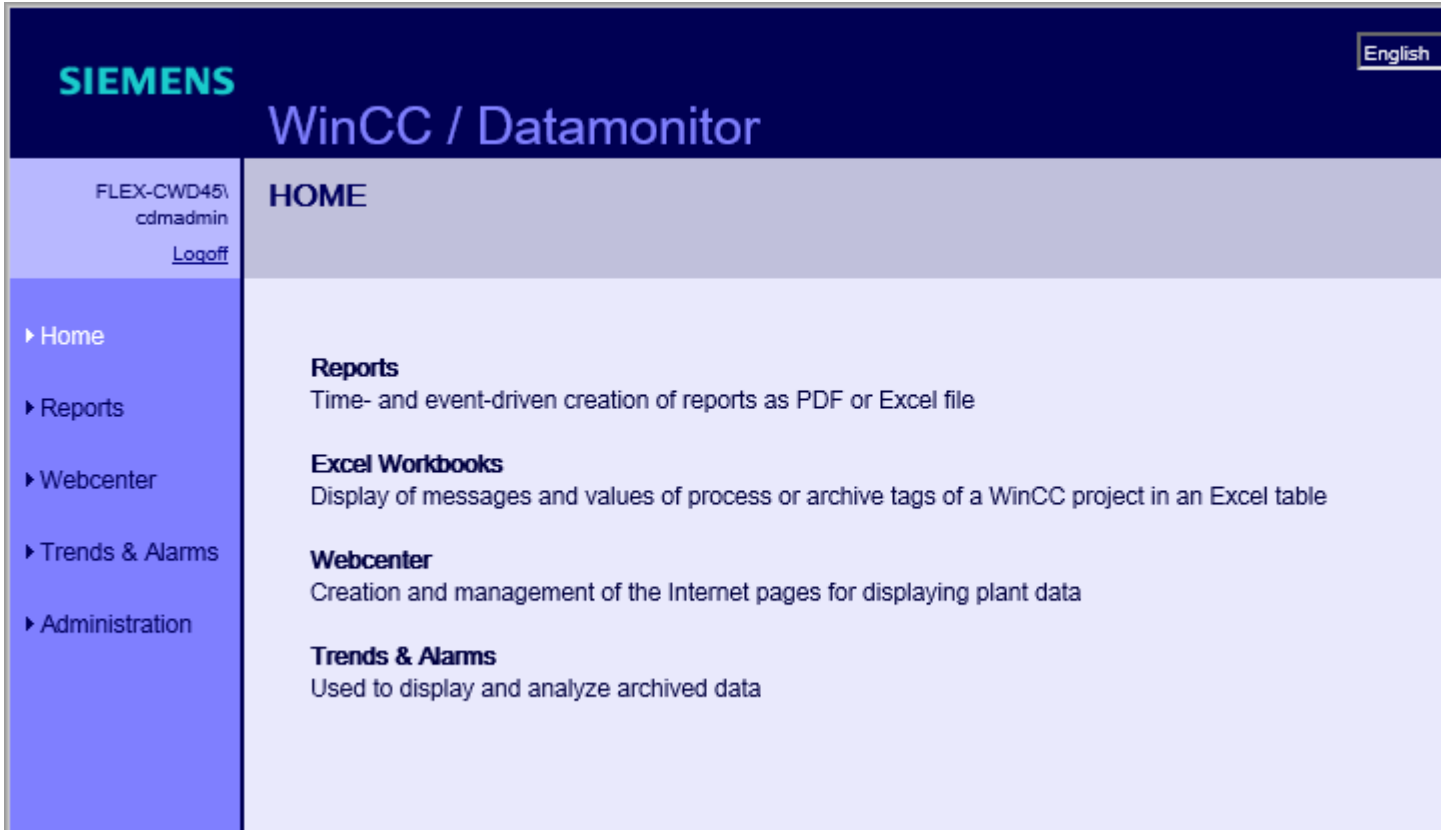 SIEMENS
English
WinCC / Datamonitor
FLEX-CWD45\
cdmadmin
Logoff
HOME
Home
Reports
Webcenter
Trends & Alarms
Administration
Reports
Time- and event-driven creation of reports as PDF or Excel file
Excel Workbooks
Display of messages and values of process or archive tags of a WinCC project in an Excel table
Webcenter
Creation and management of the Internet pages for displaying plant data
Trends & Alarms
Used to display and analyze archived data